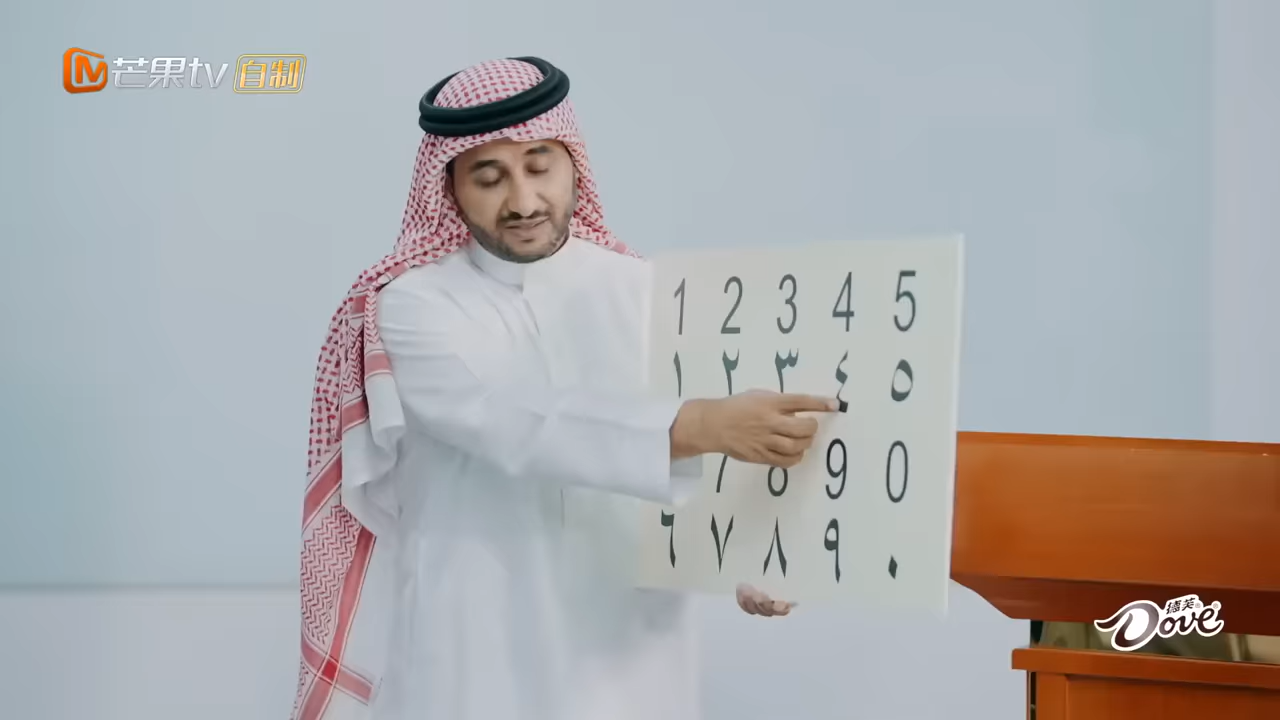 芒果tv 自制
1 2 3 4 5
١ ٢ ٣ ٤ ٥
7 8 9 0
٦ ٧ ٨ ٩ ٠
德芙
Dove